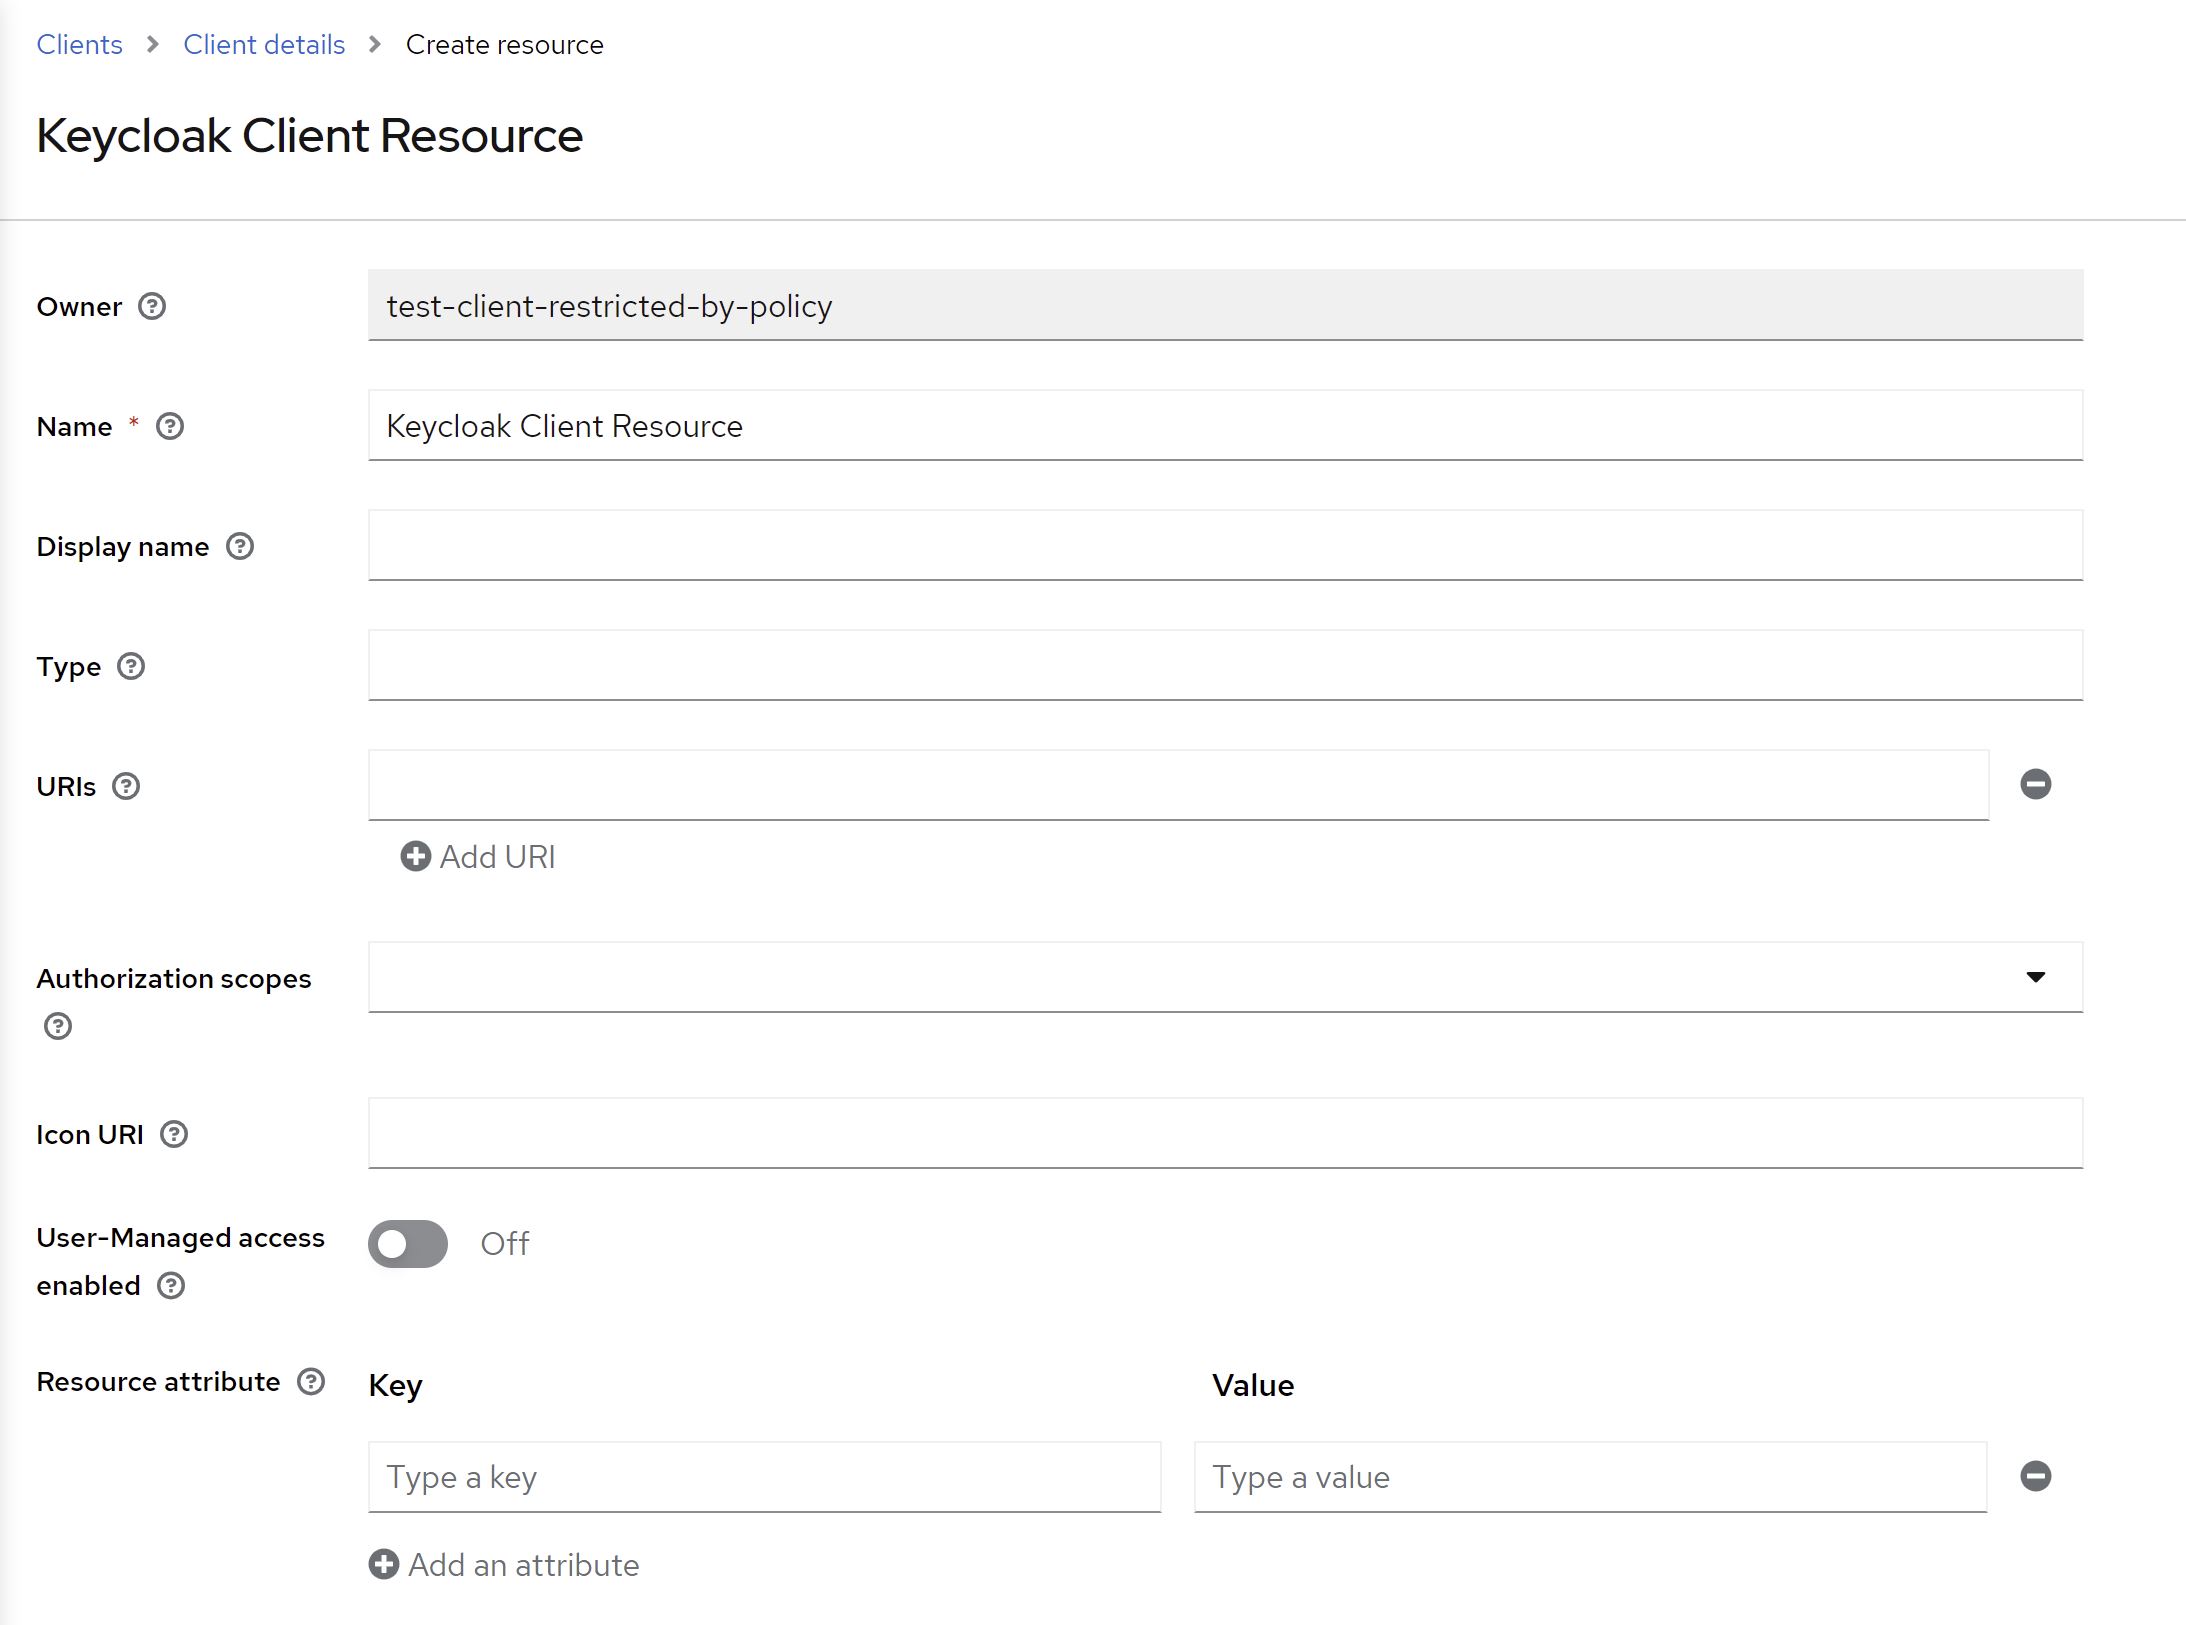 Clients > Client details > Create resource
Keycloak Client Resource
Owner test-client-restricted-by-policy
Name * Keycloak Client Resource
Display name
Type
URIs
Add URI
Authorization scopes
Icon URI
User-Managed access
enabled
Off
Resource attribute Key Value
Type a key Type a value
Add an attribute